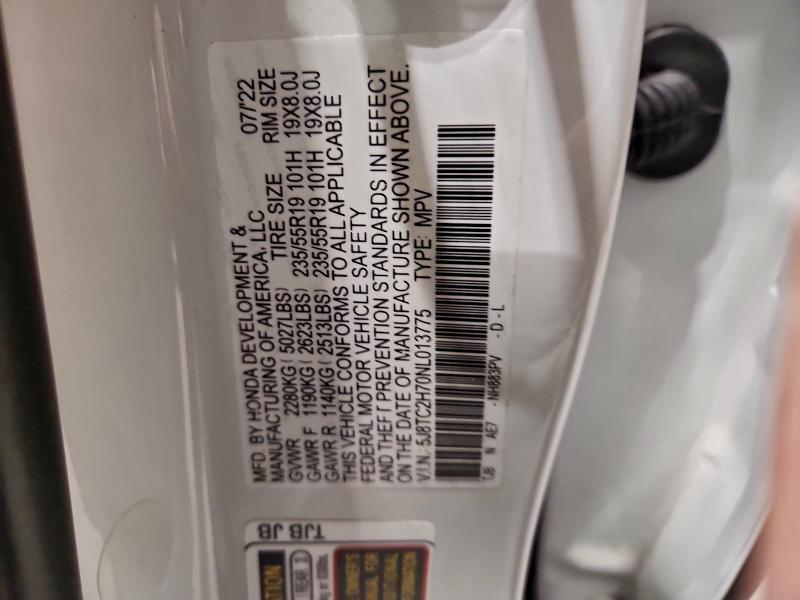 MFD. BY HONDA DEVELOPMENT & 07/'22
MANUFACTURING OF AMERICA, LLC
TIRE SIZE RIM SIZE
GVWR 2280KG ( 5027LBS)
GAWR F 1190KG ( 2623LBS) 235/55R19 101H 19X8.0J
GAWR R 1140KG ( 2513LBS) 235/55R19 101H 19X8.0J
THIS VEHICLE CONFORMS TO ALL APPLICABLE
FEDERAL MOTOR VEHICLE SAFETY
AND THEFT PREVENTION STANDARDS IN EFFECT
ON THE DATE OF MANUFACTURE SHOWN ABOVE.
V.I.N.: 5J8TC2H70NL013775 TYPE: MPV
TJB N AE7 - NH883PV - D - L
TJB JB
REAR